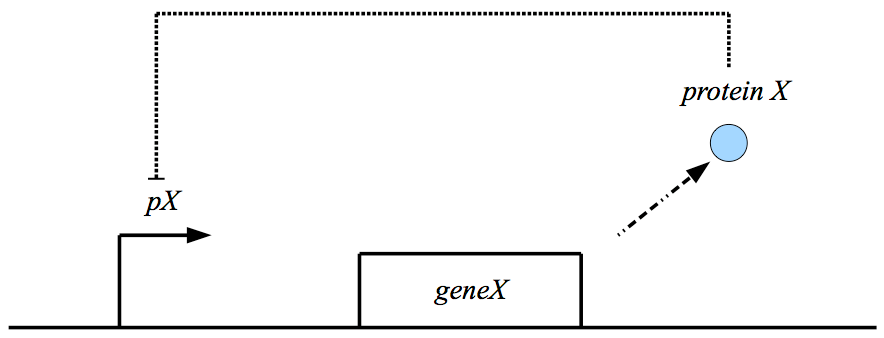 protein X
pX
geneX